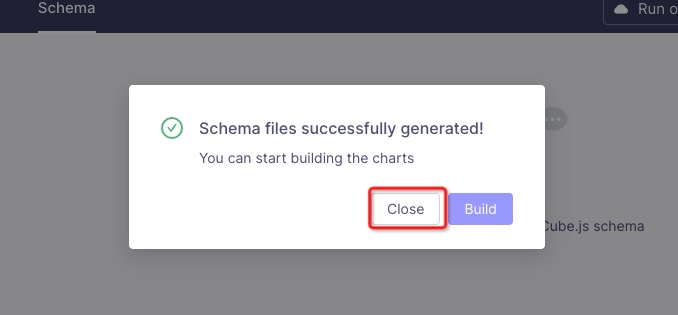 Schema
Run o
Schema files successfully generated!
You can start building the charts
Close Build
Cube.js schema